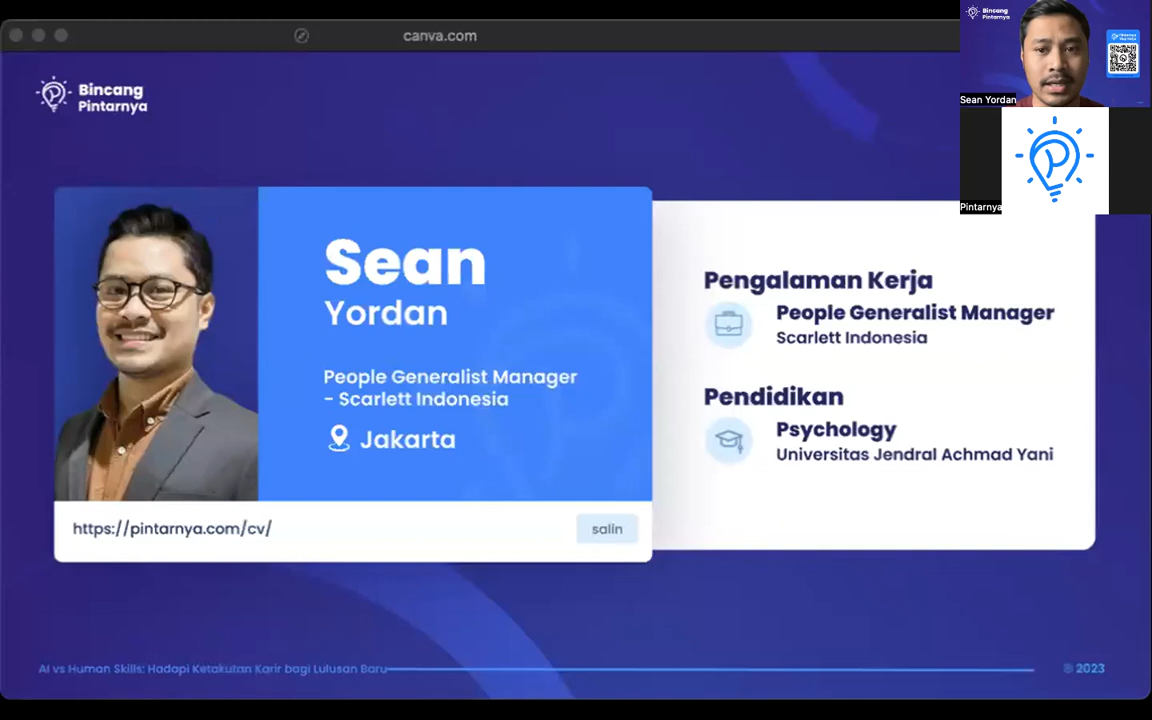 canva.com
Bincang
Pintarnya
Sean
Yordan
People Generalist Manager
- Scarlett Indonesia
Jakarta
https://pintarnya.com/cv/
salin
Pengalaman Kerja
People Generalist Manager
Scarlett Indonesia
Pendidikan
Psychology
Universitas Jendral Achmad Yani
AI vs Human Skills: Hadapi Ketakutan Karir bagi Lulusan Baru
© 2023
Bincang
Pintarnya
Sean Yordan
Pintarnya